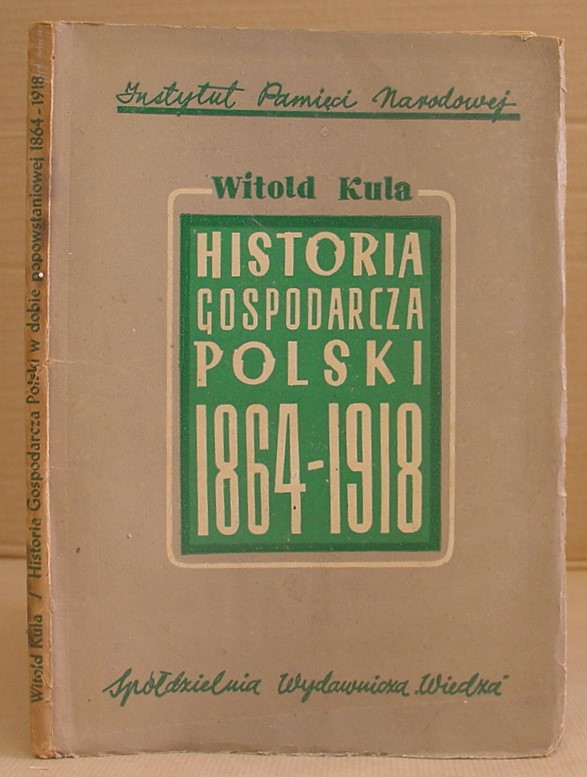 Instytut Pamięci Narodowej
Witold Kula
HISTORIA
GOSPODARCZA
POLSKI
1864-1918
Spółdzielnia Wydawnicza „Wiedza"
Witold Kula / Historia Gospodarcza Polski w dobie popowstaniowej 1864-1918